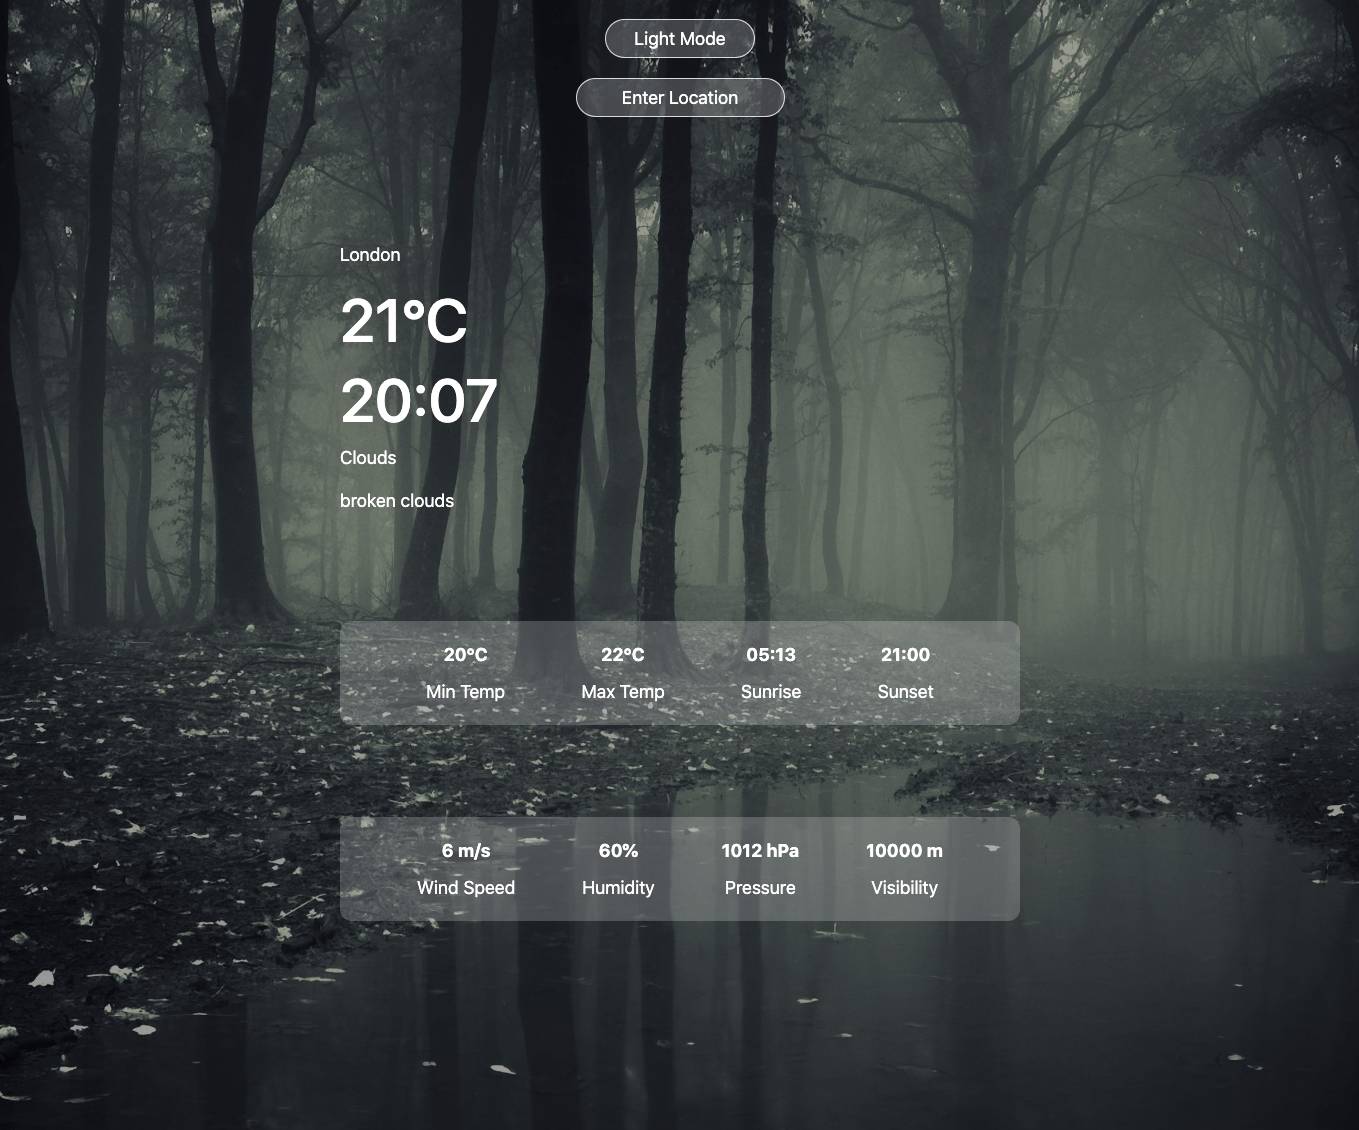 Light Mode
Enter Location
London
21°C
20:07
Clouds
broken clouds
20°C 22°C 05:13 21:00
Min Temp Max Temp Sunrise Sunset
6 m/s 60% 1012 hPa 10000 m
Wind Speed Humidity Pressure Visibility